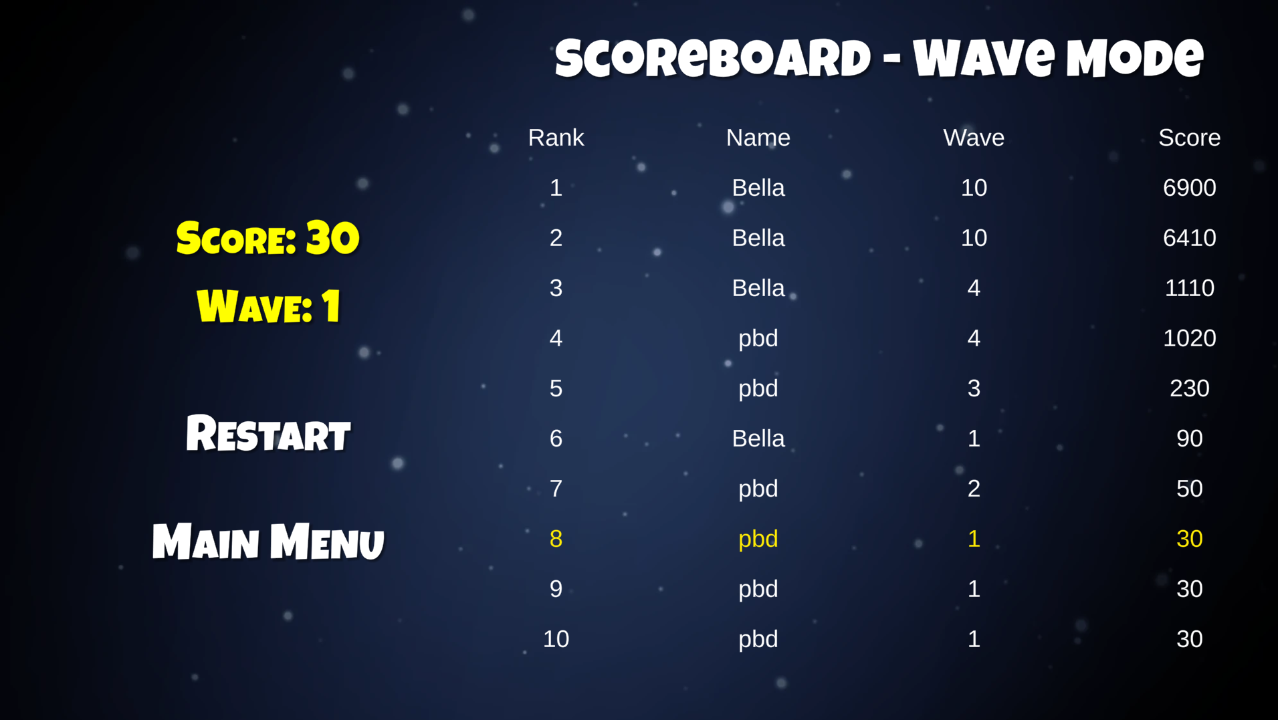 Scoreboard - Wave Mode
Rank Name Wave Score
1 Bella 10 6900
2 Bella 10 6410
3 Bella 4 1110
4 pbd 4 1020
5 pbd 3 230
6 Bella 1 90
7 pbd 2 50
8 pbd 1 30
9 pbd 1 30
10 pbd 1 30
Score: 30
Wave: 1
Restart
Main Menu